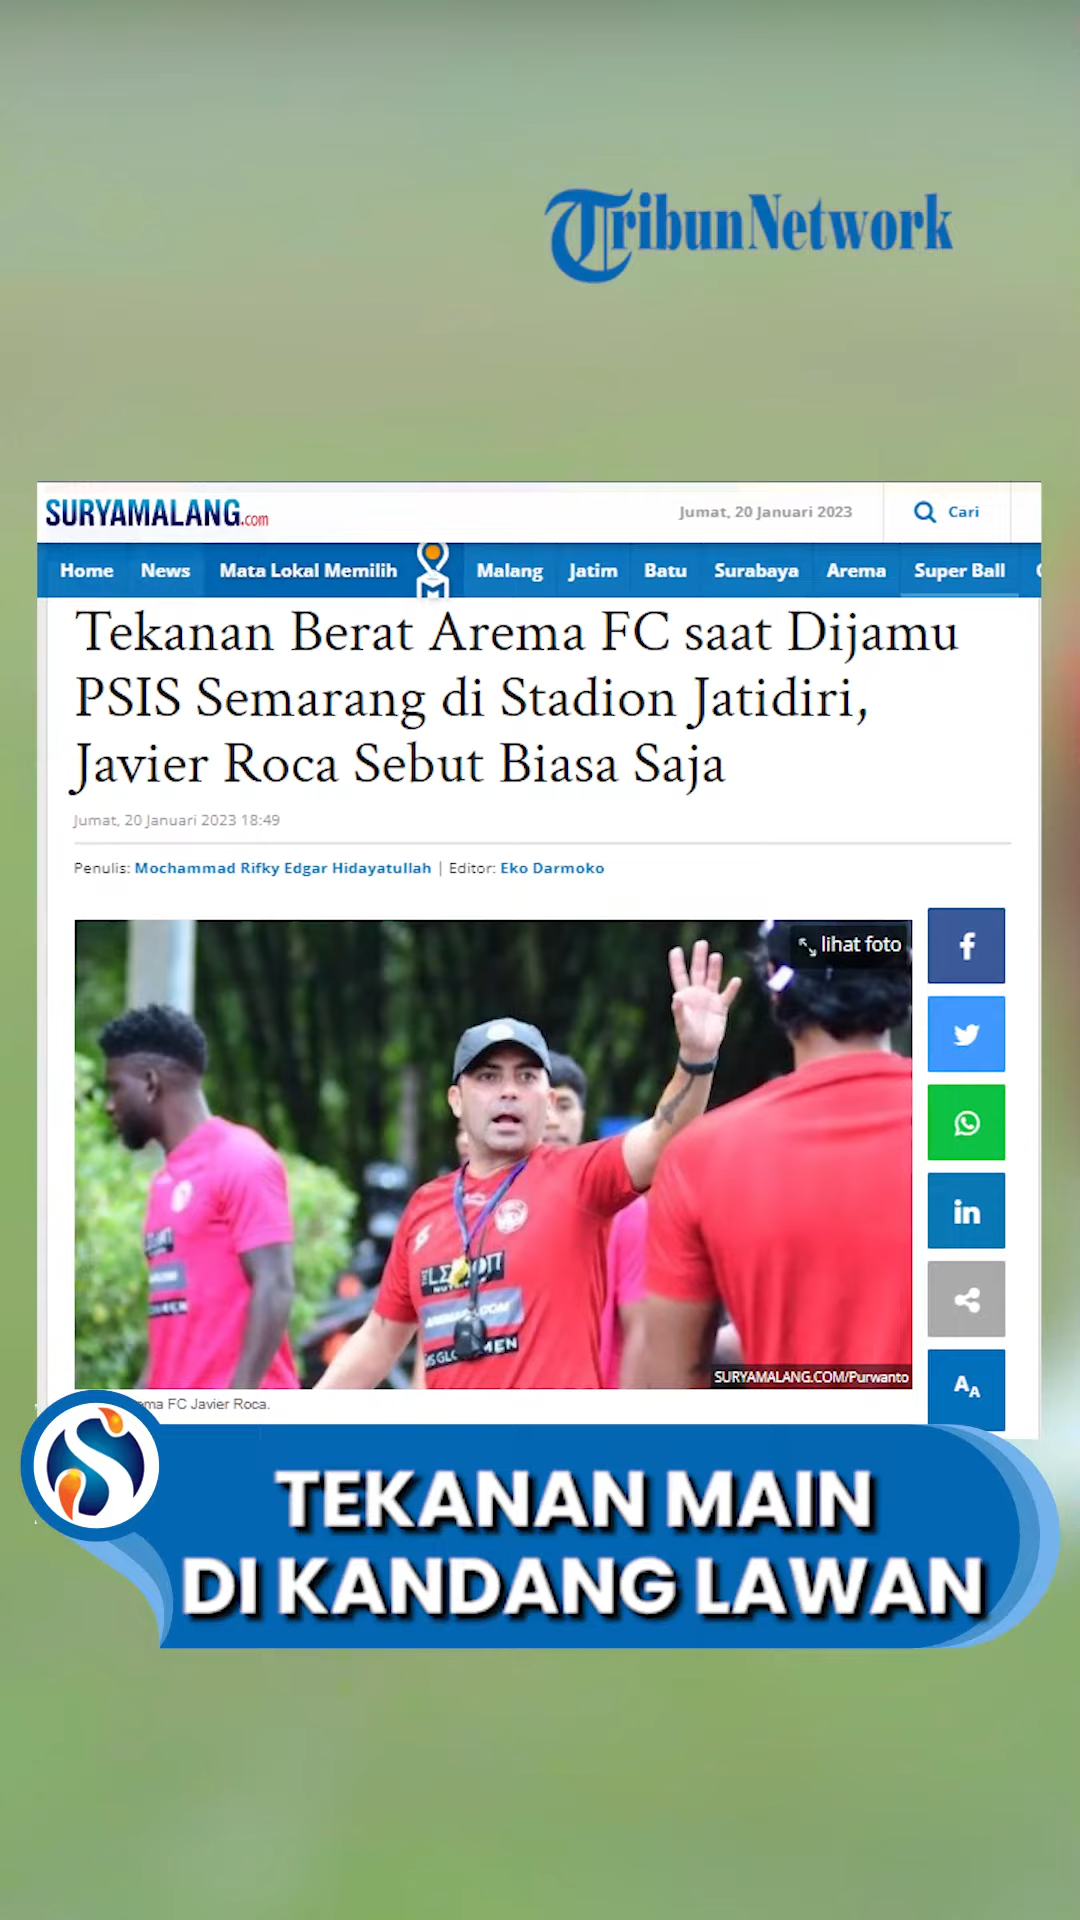 TribunNetwork
SURYAMALANG.com
Jumat, 20 Januari 2023
Cari
Home News Mata Lokal Memilih M Malang Jatim Batu Surabaya Arema Super Ball
Tekanan Berat Arema FC saat Dijamu
PSIS Semarang di Stadion Jatidiri,
Javier Roca Sebut Biasa Saja
Jumat, 20 Januari 2023 18:49
Penulis: Mochammad Rifky Edgar Hidayatullah | Editor: Eko Darmoko
lihat foto
SURYAMALANG.COM/Purwanto
FC Javier Roca.
AA
TEKANAN MAIN
DI KANDANG LAWAN